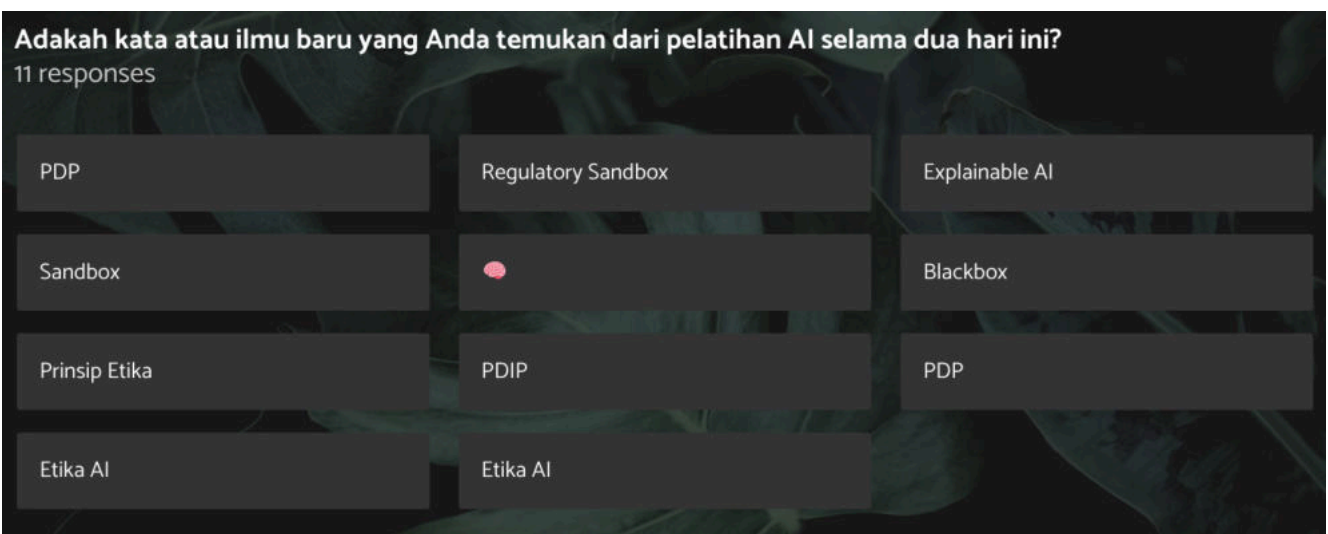 Adakah kata atau ilmu baru yang Anda temukan dari pelatihan AI selama dua hari ini?
11 responses
PDP
Regulatory Sandbox
Explainable AI
Sandbox
🧠
Blackbox
Prinsip Etika
PDIP
PDP
Etika AI
Etika AI